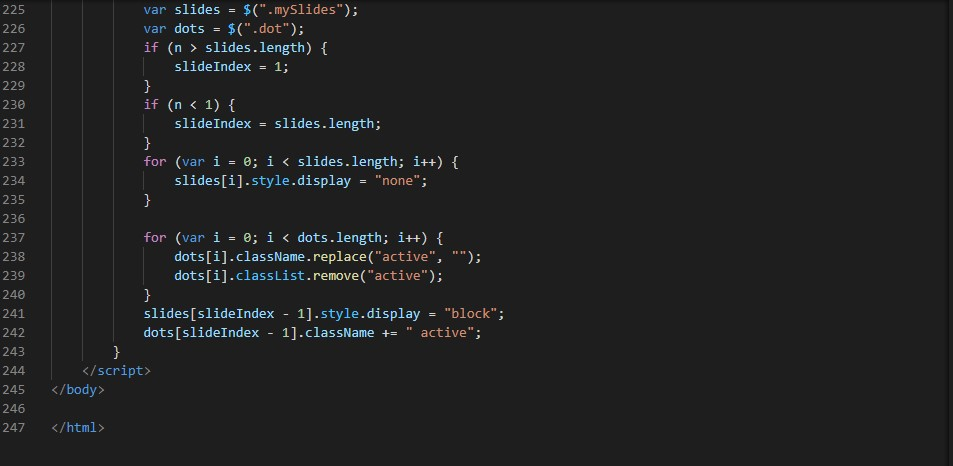 225 var slides = $(".mySlides");
226 var dots = $(".dot");
227 if (n > slides.length) {
228 slideIndex = 1;
229 }
230 if (n < 1) {
231 slideIndex = slides.length;
232 }
233 for (var i = 0; i < slides.length; i++) {
234 slides[i].style.display = "none";
235 }
236
237 for (var i = 0; i < dots.length; i++) {
238 dots[i].className.replace("active", "");
239 dots[i].classList.remove("active");
240 }
241 slides[slideIndex - 1].style.display = "block";
242 dots[slideIndex - 1].className += " active";
243 }
244 </script>
245 </body>
246
247 </html>